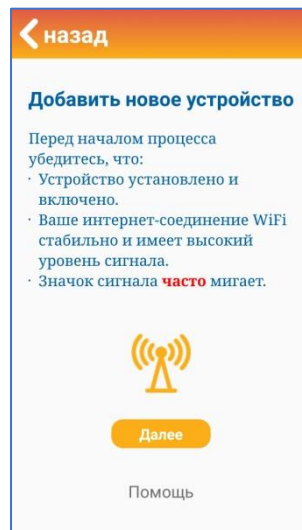 назад
Добавить новое устройство
Перед началом процесса
убедитесь, что:
· Устройство установлено и
включено.
· Ваше интернет-соединение WiFi
стабильно и имеет высокий
уровень сигнала.
· Значок сигнала часто мигает.
Далее
Помощь